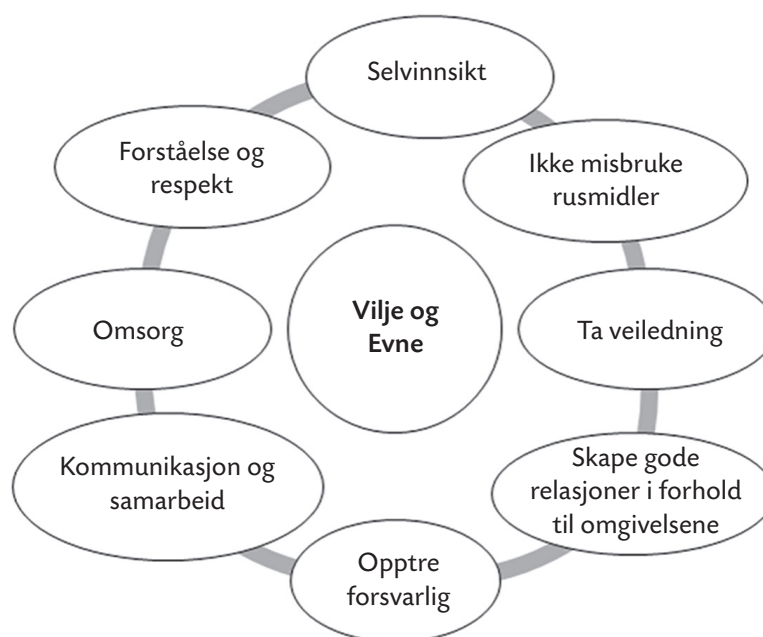 Selvinnsikt
Ikke misbruke
rusmidler
Ta veiledning
Skape gode
relasjoner i forhold
til omgivelsene
Opptre
forsvarlig
Kommunikasjon og
samarbeid
Omsorg
Forståelse og
respekt
Vilje og
Evne